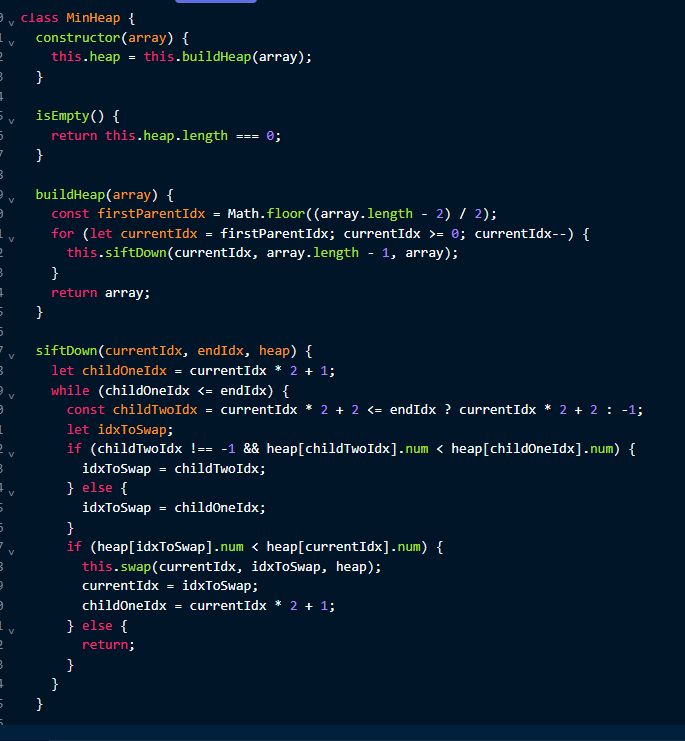 class MinHeap {
  constructor(array) {
    this.heap = this.buildHeap(array);
  }

  isEmpty() {
    return this.heap.length === 0;
  }

  buildHeap(array) {
    const firstParentIdx = Math.floor((array.length - 2) / 2);
    for (let currentIdx = firstParentIdx; currentIdx >= 0; currentIdx--) {
      this.siftDown(currentIdx, array.length - 1, array);
    }
    return array;
  }

  siftDown(currentIdx, endIdx, heap) {
    let childOneIdx = currentIdx * 2 + 1;
    while (childOneIdx <= endIdx) {
      const childTwoIdx = currentIdx * 2 + 2 <= endIdx ? currentIdx * 2 + 2 : -1;
      let idxToSwap;
      if (childTwoIdx !== -1 && heap[childTwoIdx].num < heap[childOneIdx].num) {
        idxToSwap = childTwoIdx;
      } else {
        idxToSwap = childOneIdx;
      }
      if (heap[idxToSwap].num < heap[currentIdx].num) {
        this.swap(currentIdx, idxToSwap, heap);
        currentIdx = idxToSwap;
        childOneIdx = currentIdx * 2 + 1;
      } else {
        return;
      }
    }
  }